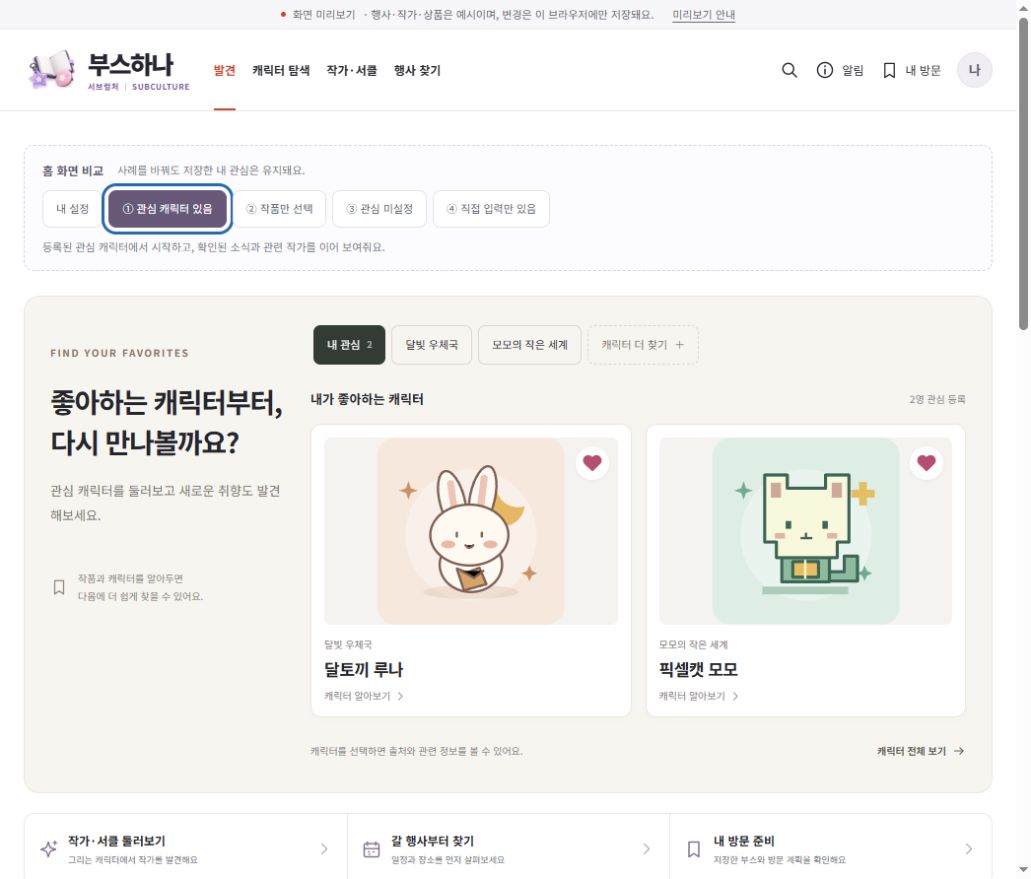 화면 미리보기 · 행사·작가·상품은 예시이며, 변경은 이 브라우저에만 저장돼요. 미리보기 안내
부스하나
서브컬처 | SUBCULTURE
발견 캐릭터 탐색 작가·서클 행사 찾기
알림 내 방문 나
홈 화면 비교 사례를 바꿔도 저장한 내 관심은 유지돼요.
내 설정 ① 관심 캐릭터 있음 ② 작품만 선택 ③ 관심 미설정 ④ 직접 입력만 있음
등록된 관심 캐릭터에서 시작하고, 확인된 소식과 관련 작가를 이어 보여줘요.
FIND YOUR FAVORITES
좋아하는 캐릭터부터,
다시 만나볼까요?
관심 캐릭터를 둘러보고 새로운 취향도 발견
해보세요.
작품과 캐릭터를 알아두면
다음에 더 쉽게 찾을 수 있어요.
내 관심 2 달빛 우체국 모모의 작은 세계 캐릭터 더 찾기 +
내가 좋아하는 캐릭터 2명 관심 등록
달빛 우체국
달토끼 루나
캐릭터 알아보기
모모의 작은 세계
픽셀캣 모모
캐릭터 알아보기
캐릭터를 선택하면 출처와 관련 정보를 볼 수 있어요. 캐릭터 전체 보기 →
작가·서클 둘러보기
그리는 캐릭터에서 작가를 발견해요
갈 행사부터 찾기
일정과 장소를 먼저 살펴보세요
내 방문 준비
저장한 부스와 방문 계획을 확인해요